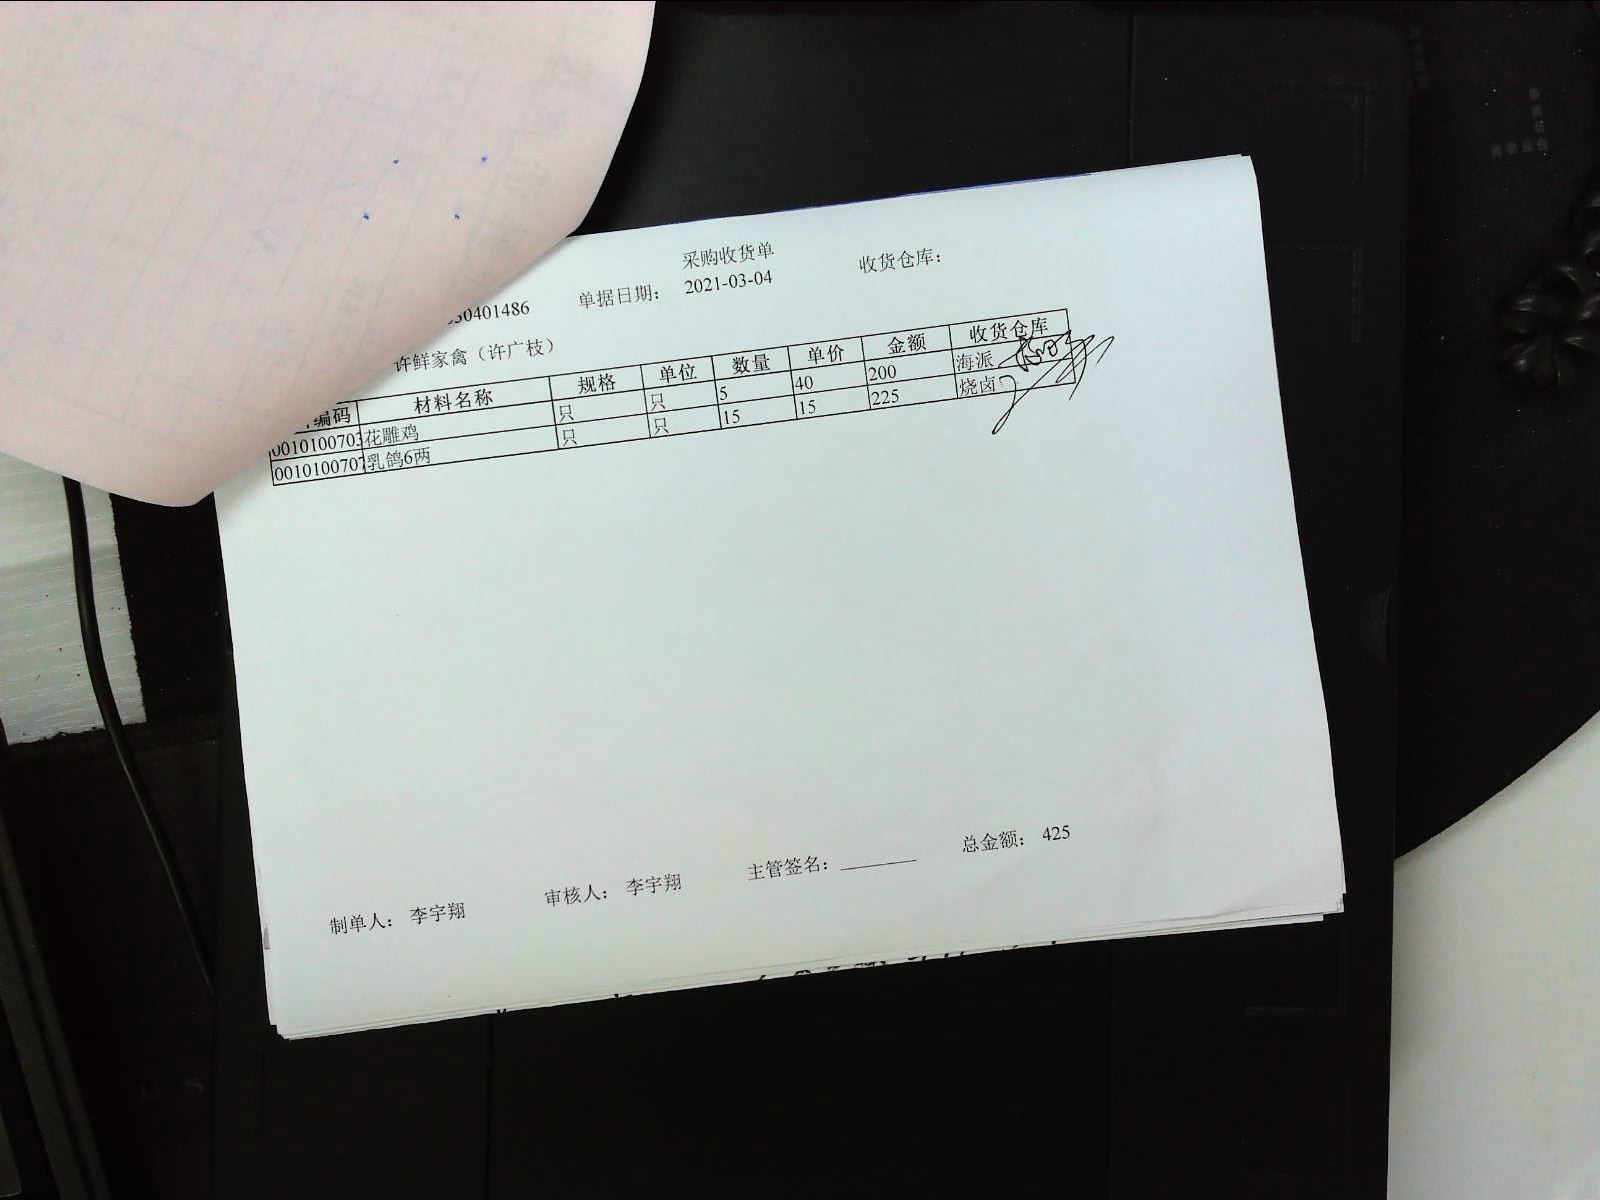 采购收货单
30401486 单据日期： 2021-03-04 收货仓库：
许鲜家禽（许广枝）
编码 材料名称 规格 单位 数量 单价 金额 收货仓库
0010100703 花雕鸡 只 只 5 40 200 海派
0010100707 乳鸽6两 只 只 15 15 225 烧卤
制单人： 李宇翔 审核人： 李宇翔 主管签名： 总金额： 425